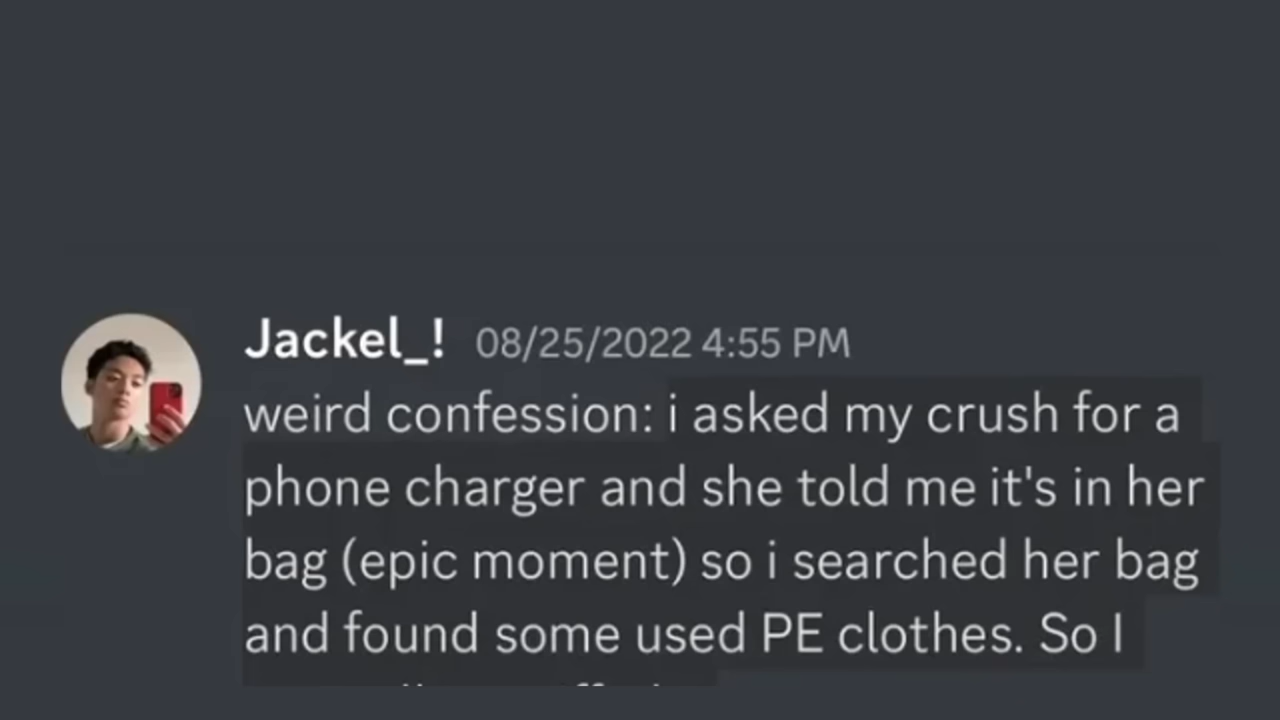 Jackel_! 08/25/2022 4:55 PM
weird confession: i asked my crush for a
phone charger and she told me it's in her
bag (epic moment) so i searched her bag
and found some used PE clothes. So I